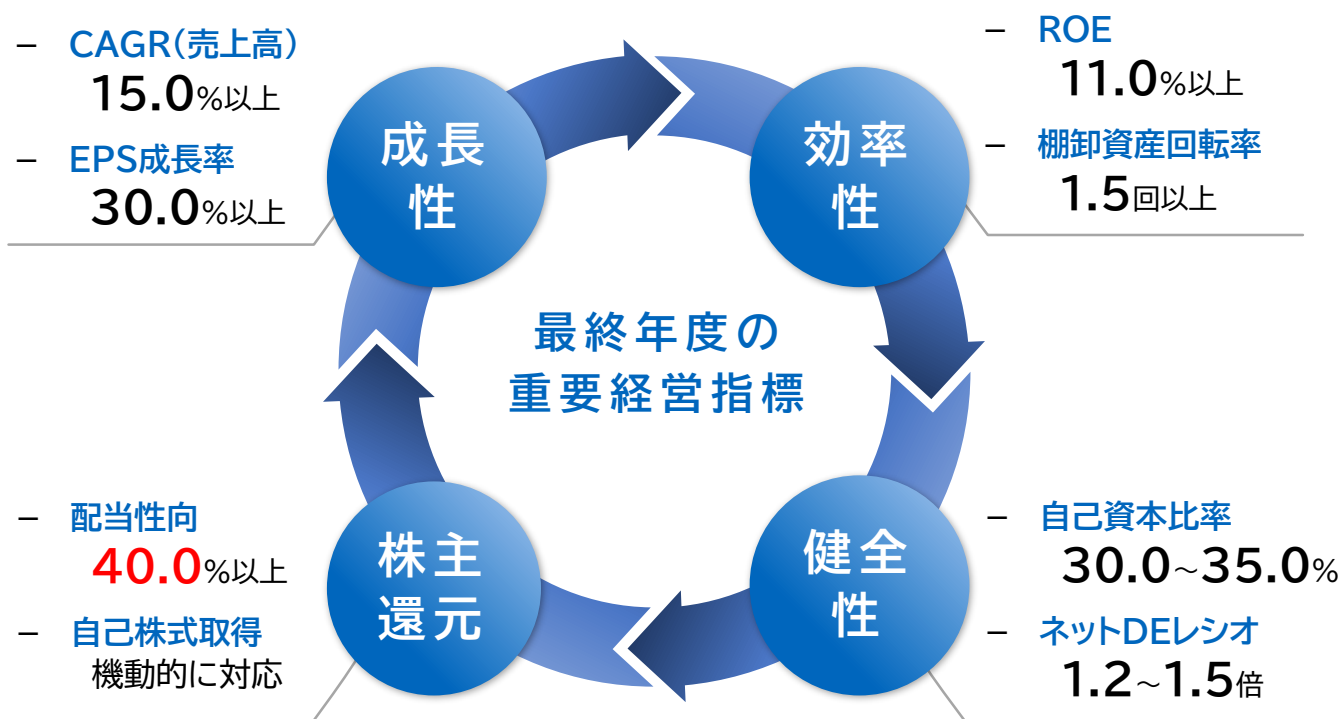 – CAGR(売上高)
15.0%以上
– EPS成長率
30.0%以上
成長
性
– ROE
11.0%以上
– 棚卸資産回転率
1.5回以上
効率
性
最終年度の
重要経営指標
– 配当性向
40.0%以上
– 自己株式取得
機動的に対応
株主
還元
– 自己資本比率
30.0~35.0%
– ネットDEレシオ
1.2~1.5倍
健全
性